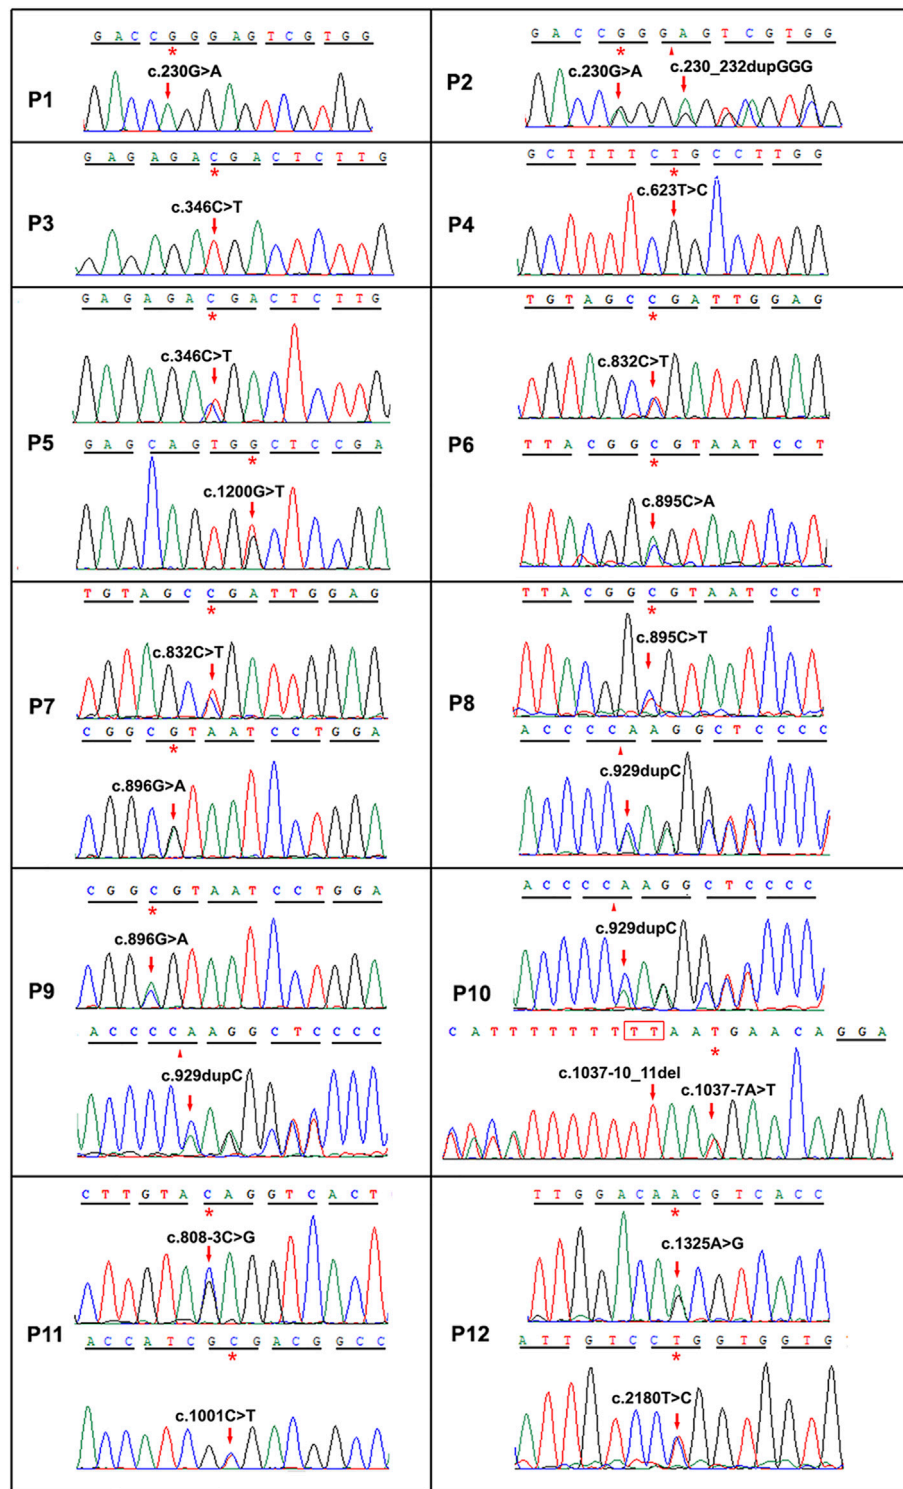 G A C C G G G A G T C G T G G
*
c.230G>A
P1
G A C C G G G A G T C G T G G
*
c.230G>A
c.230_232dupGGG
P2
G A G A G A C G A C T C T T G
*
c.346C>T
P3
G C T T T T C T G C C T T G G
*
c.623T>C
P4
G A G A G A C G A C T C T T G
*
c.346C>T
P5
G A G C A G T G G C T C C G A
*
c.1200G>T
T G T A G C C G A T T G G A G
*
c.832C>T
P6
T T A C G G C G T A A T C C T
*
c.895C>A
T G T A G C C G A T T G G A G
*
c.832C>T
P7
C G G C G T A A T C C T G G A
*
c.896G>A
T T A C G G C G T A A T C C T
*
c.895C>T
P8
A C C C C A A G G C T C C C C
c.929dupC
C G G C G T A A T C C T G G A
*
c.896G>A
P9
A C C C C A A G G C T C C C C
c.929dupC
A C C C C A A G G C T C C C C
c.929dupC
P10
C A T T T T T T T T T A A T G A A C A G G A
*
c.1037-10_11del
c.1037-7A>T
C T T G T A C A G G T C A C T
*
c.808-3C>G
P11
A C C A T C G C G A C G G C C
*
c.1001C>T
T T G G A C A A C G T C A C C
*
c.1325A>G
P12
A T T G T C C T G G T G G T G
*
c.2180T>C